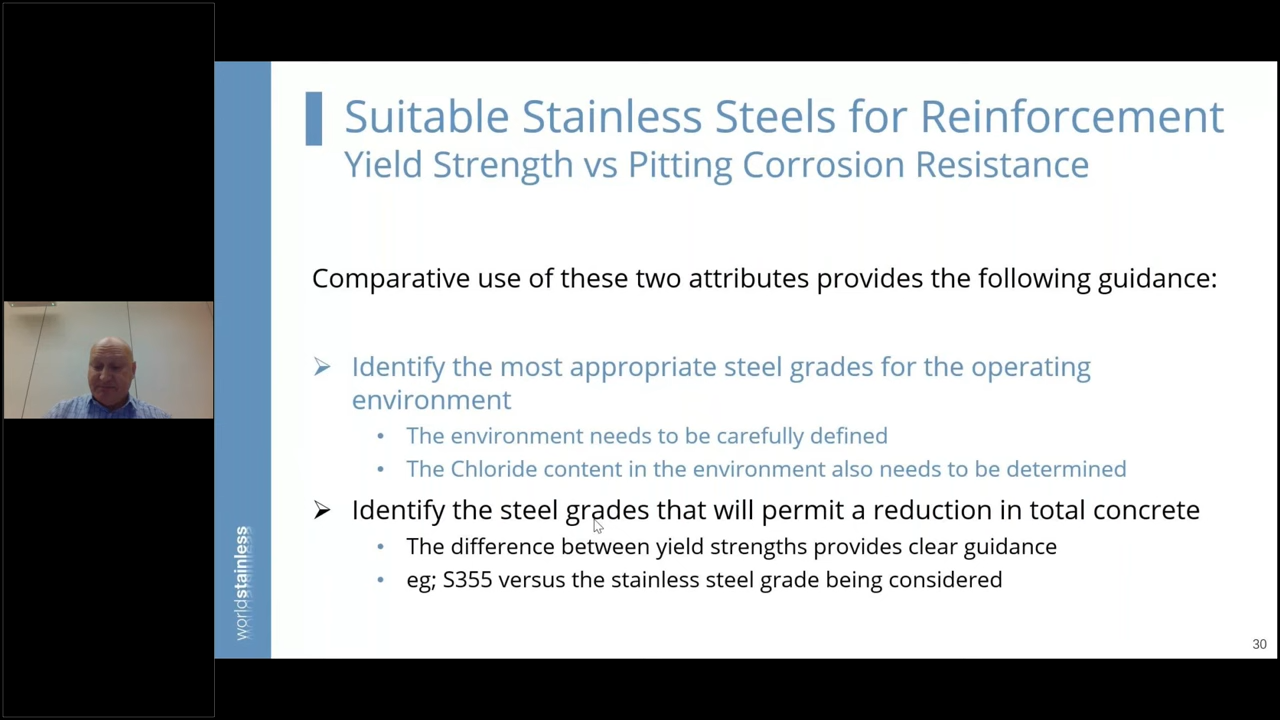 Suitable Stainless Steels for Reinforcement
Yield Strength vs Pitting Corrosion Resistance
Comparative use of these two attributes provides the following guidance:
Identify the most appropriate steel grades for the operating
environment
• The environment needs to be carefully defined
• The Chloride content in the environment also needs to be determined
Identify the steel grades that will permit a reduction in total concrete
• The difference between yield strengths provides clear guidance
• eg; S355 versus the stainless steel grade being considered
worldstainless
30